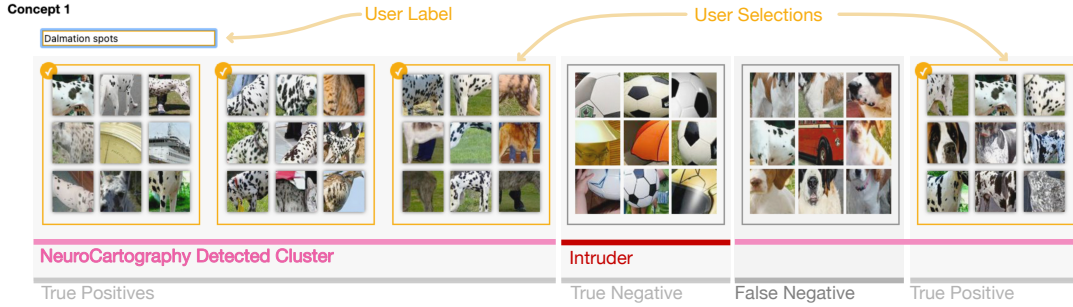 Concept 1
User Label
User Selections
Dalmation spots
NeuroCartography Detected Cluster
Intruder
True Positives
True Negative
False Negative
True Positive